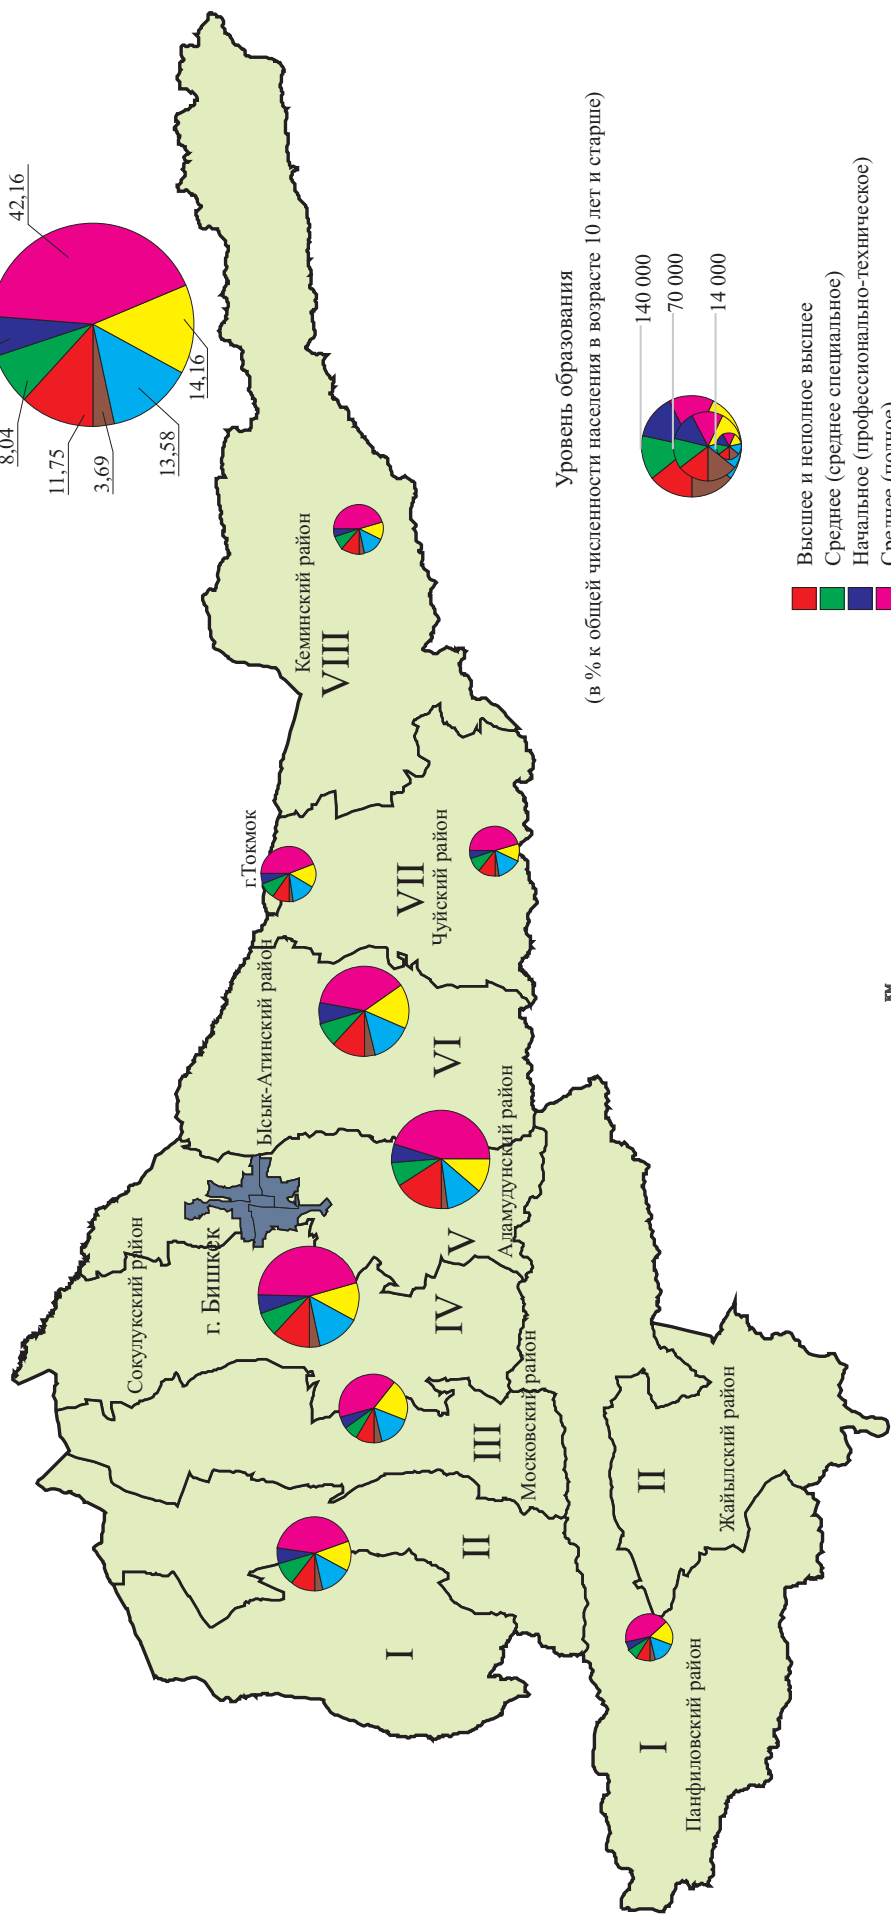 42,16
8,04
11,75
3,69
13,58
14,16
Кеминский район
VIII
г.Токмок
VII
Чуйский район
Ысык-Атинский район
VI
Аламудунский район
V
г. Бишкек
Сокулукский район
IV
Московский район
III
II
I
II
Жайылский район
I
Панфиловский район
Уровень образования
(в % к общей численности населения в возрасте 10 лет и старше)
140 000
70 000
14 000
Высшее и неполное высшее
Среднее (среднее специальное)
Начальное (профессионально-техническое)
Среднее (полное)